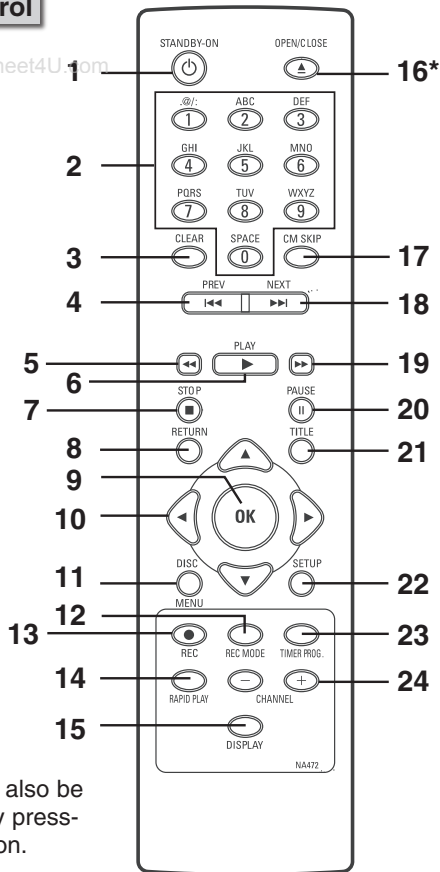 rol
heet4U.com
STANDBY-ON OPEN/CLOSE
1 16*
.@/: ABC DEF
1 2 3
GHI JKL MNO
2 4 5 6
PQRS TUV WXYZ
7 8 9
CLEAR SPACE CM SKIP
3 0 17
PREV NEXT
4 18
PLAY
5 19
6
STOP PAUSE
7 20
RETURN TITLE
8 21
9
10 OK
DISC SETUP
11 22
MENU
12
13 23
REC REC MODE TIMER PROG.
14 − + 24
RAPID PLAY CHANNEL
15
DISPLAY
NA472
also be
y press-
on.